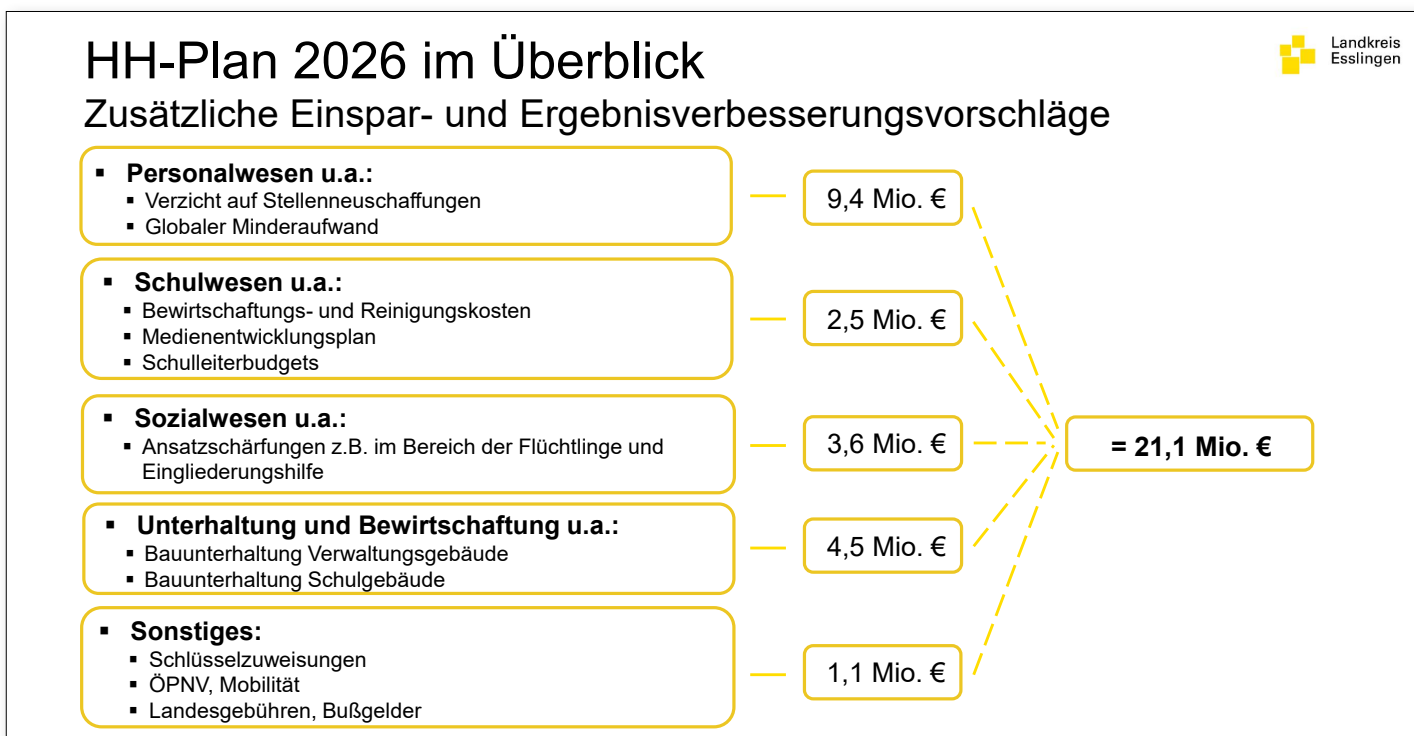 HH-Plan 2026 im Überblick
Landkreis
Esslingen
Zusätzliche Einspar- und Ergebnisverbesserungsvorschläge
▪ Personalwesen u.a.:
▪ Verzicht auf Stellenneuschaffungen
▪ Globaler Minderaufwand
9,4 Mio. €
▪ Schulwesen u.a.:
▪ Bewirtschaftungs- und Reinigungskosten
▪ Medienentwicklungsplan
▪ Schulleiterbudgets
2,5 Mio. €
▪ Sozialwesen u.a.:
▪ Ansatzschärfungen z.B. im Bereich der Flüchtlinge und
Eingliederungshilfe
3,6 Mio. €
▪ Unterhaltung und Bewirtschaftung u.a.:
▪ Bauunterhaltung Verwaltungsgebäude
▪ Bauunterhaltung Schulgebäude
4,5 Mio. €
▪ Sonstiges:
▪ Schlüsselzuweisungen
▪ ÖPNV, Mobilität
▪ Landesgebühren, Bußgelder
1,1 Mio. €
= 21,1 Mio. €